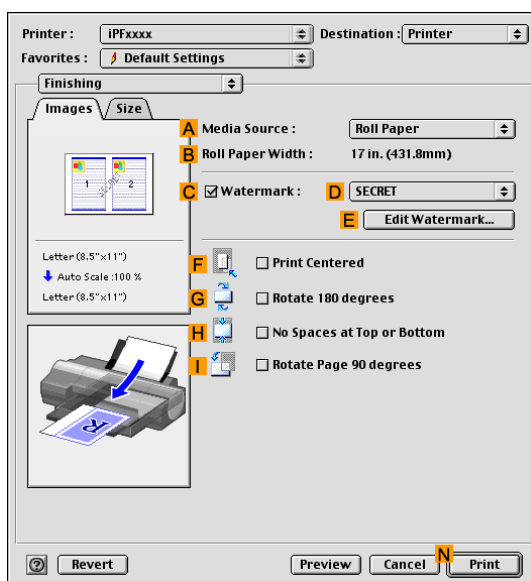 Printer : iPFxxxx Destination : Printer
Favorites : Default Settings
Finishing
Images Size
A Media Source : Roll Paper
B Roll Paper Width : 17 in. (431.8mm)
1 2
SECRET
C Watermark : D SECRET
E Edit Watermark...
Letter (8.5"x11")
Auto Scale :100 %
Letter (8.5"x11")
F Print Centered
G Rotate 180 degrees
H No Spaces at Top or Bottom
I Rotate Page 90 degrees
R
? Revert Preview Cancel N Print